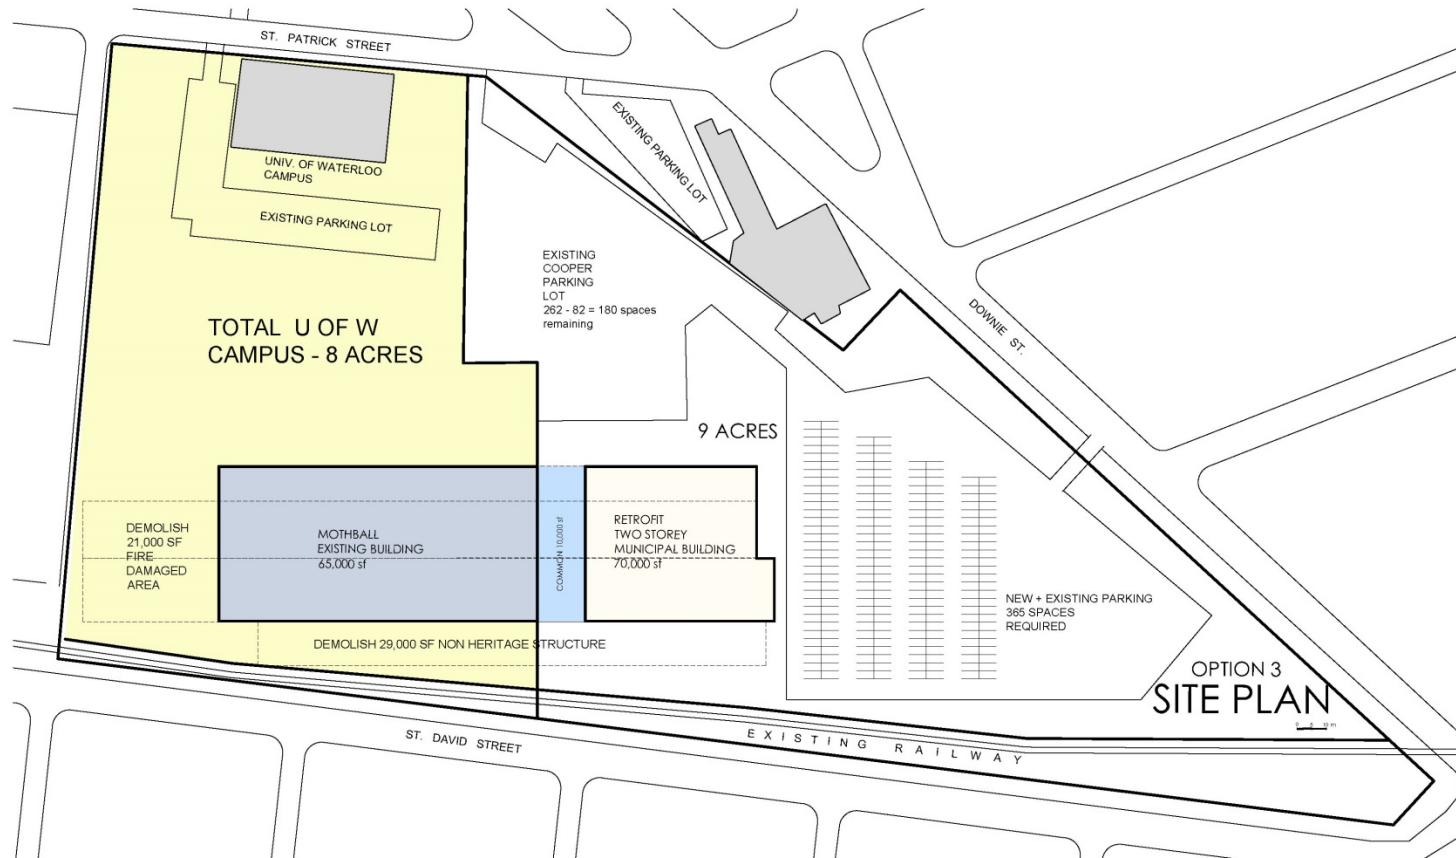 ST. PATRICK STREET
UNIV. OF WATERLOO
CAMPUS
EXISTING PARKING LOT
EXISTING PARKING LOT
EXISTING
COOPER
PARKING
LOT
262 - 82 = 180 spaces
remaining
DOWNIE ST.
TOTAL U OF W
CAMPUS - 8 ACRES
9 ACRES
DEMOLISH
21,000 SF
FIRE
DAMAGED
AREA
MOTHBALL
EXISTING BUILDING
65,000 sf
COMMON 10,000 sf
RETROFIT
TWO STOREY
MUNICIPAL BUILDING
70,000 sf
NEW + EXISTING PARKING
365 SPACES
REQUIRED
DEMOLISH 29,000 SF NON HERITAGE STRUCTURE
OPTION 3
SITE PLAN
0 5 10 m
ST. DAVID STREET
EXISTING RAILWAY